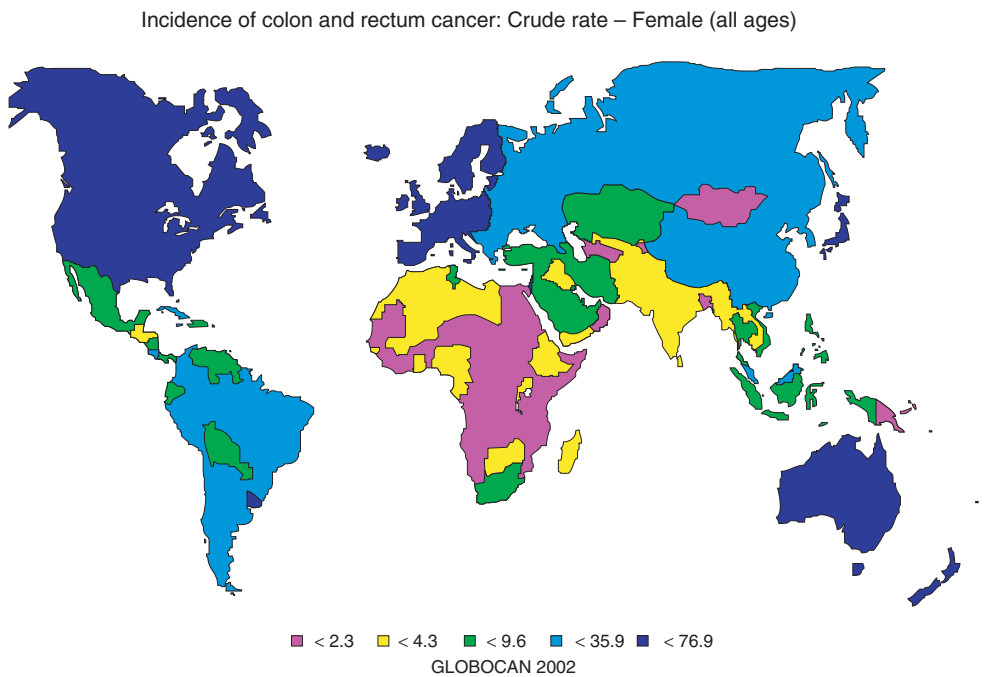 Incidence of colon and rectum cancer: Crude rate – Female (all ages)
< 2.3 < 4.3 < 9.6 < 35.9 < 76.9
GLOBOCAN 2002